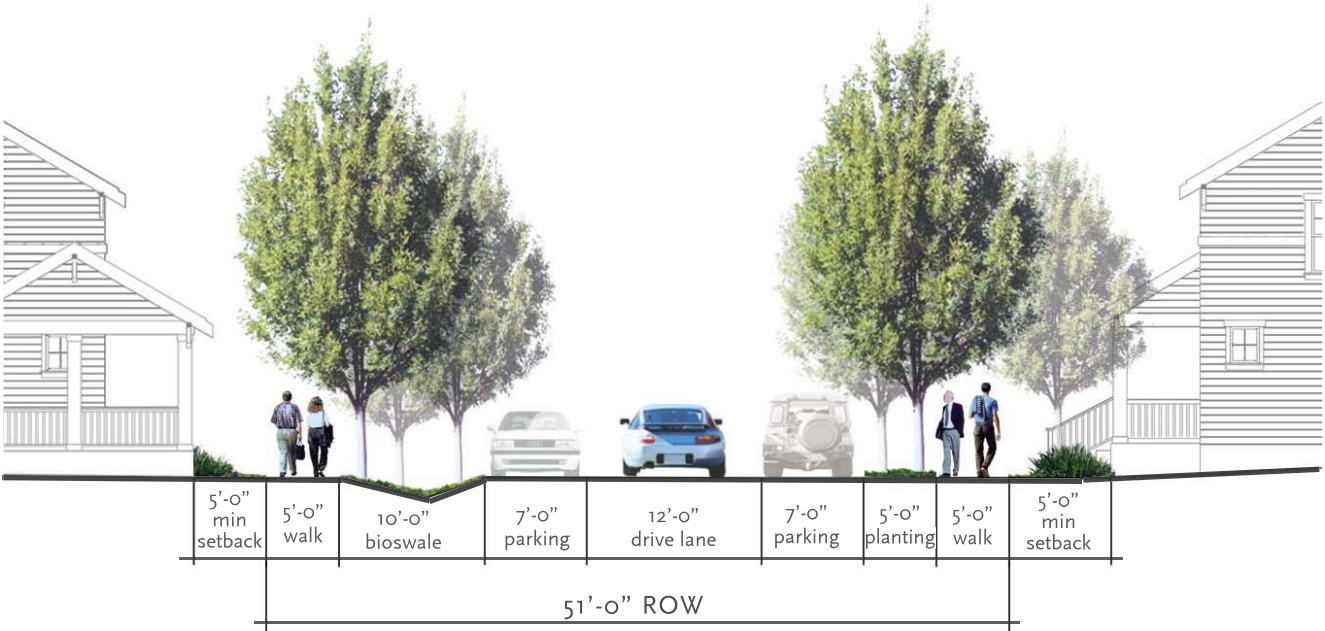 5’-0”
min
setback
5’-0”
walk
10’-0”
bioswale
7’-0”
parking
12’-0”
drive lane
7’-0”
parking
5’-0”
planting
5’-0”
walk
5’-0”
min
setback
51’-0” ROW